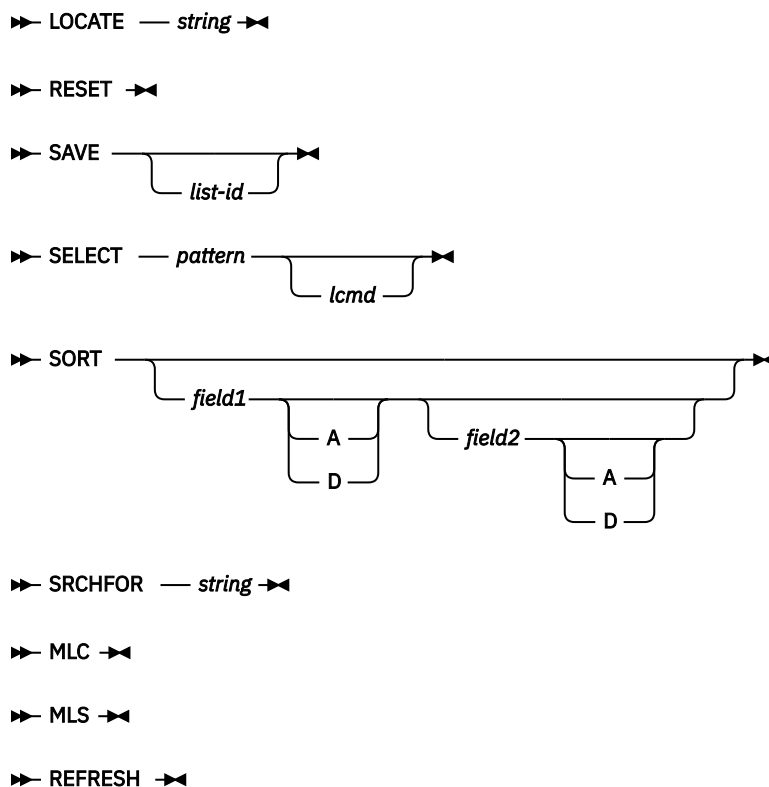 LOCATE string
RESET
SAVE
list-id
SELECT pattern
lcmd
SORT
field1
A
field2
D
A
D
SRCHFOR string
MLC
MLS
REFRESH